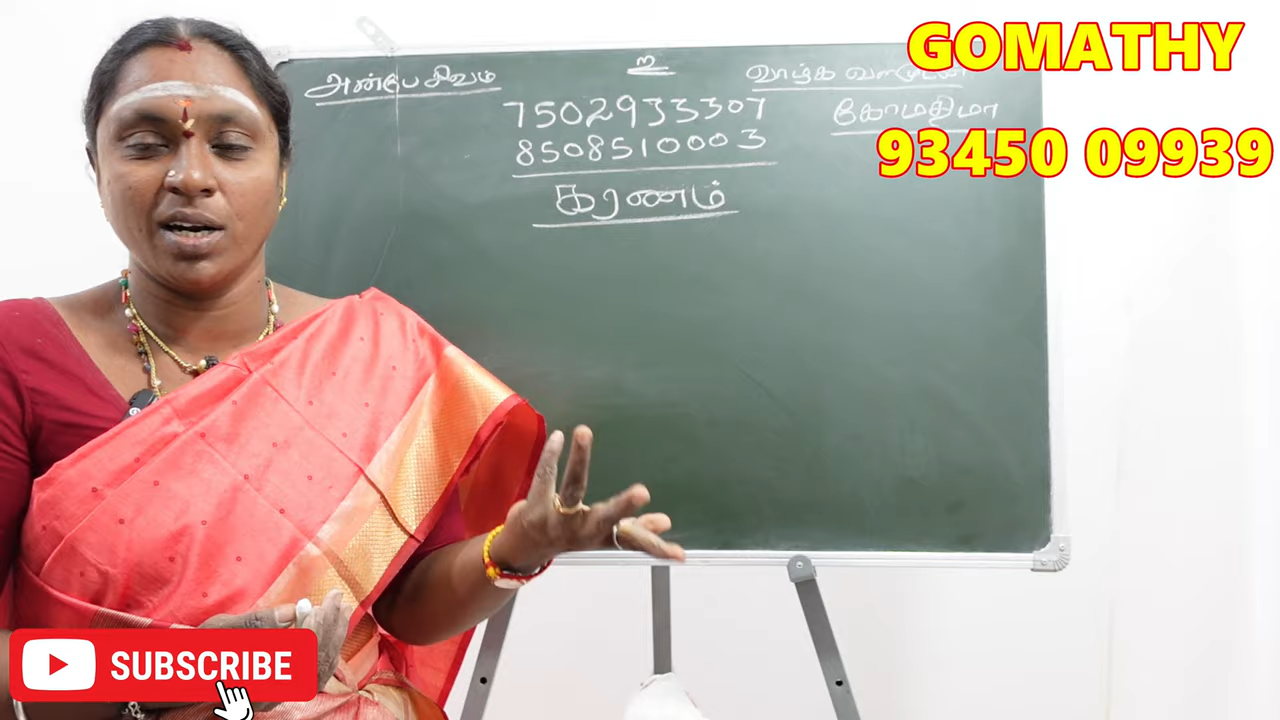 GOMATHY
93450 09939
உ
அன்பே சிவம்
வாழ்க வளமுடன்
7502933307
கோமதிமா
8508510003
கரணம்
SUBSCRIBE